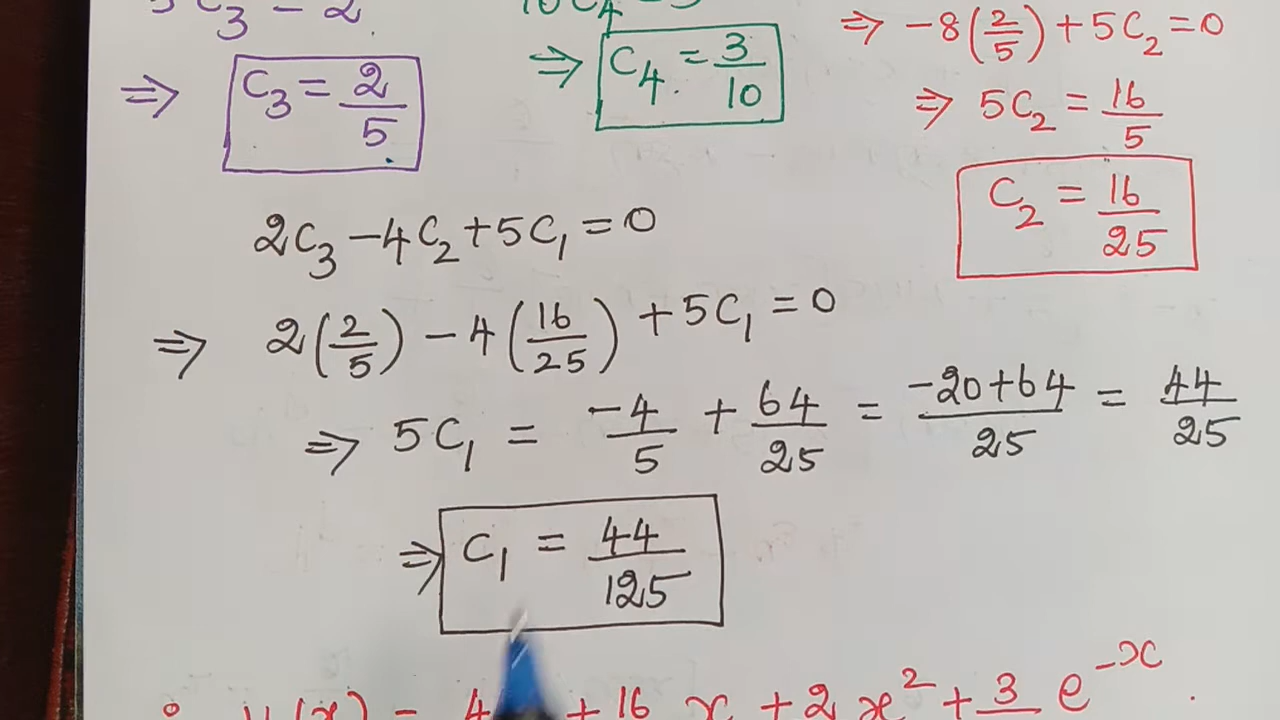 5C₃ = 2
⇒ C₃ = 2/5
⇒ C₄ = 3/10
⇒ -8(2/5) + 5C₂ = 0
⇒ 5C₂ = 16/5
C₂ = 16/25
2C₃ - 4C₂ + 5C₁ = 0
⇒ 2(2/5) - 4(16/25) + 5C₁ = 0
⇒ 5C₁ = -4/5 + 64/25 = (-20+64)/25 = 44/25
⇒ C₁ = 44/125
16 x + 2 x² + 3 e^{-x}.